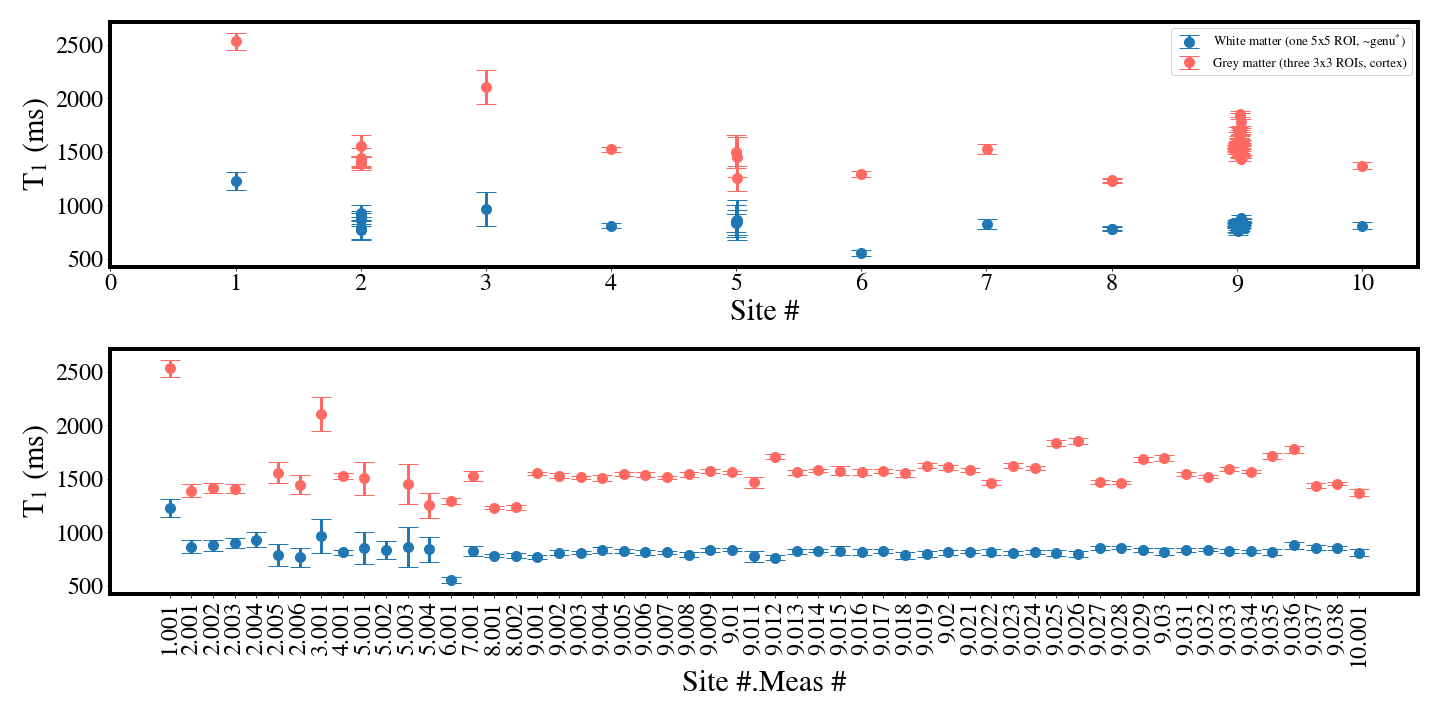 T1 (ms)
2500
2000
1500
1000
500
White matter (one 5x5 ROI, ~genu*)
Grey matter (three 3x3 ROIs, cortex)
0 1 2 3 4 5 6 7 8 9 10
Site #
T1 (ms)
2500
2000
1500
1000
500
1.001 2.001 2.002 2.003 2.004 2.005 2.006 3.001 4.001 5.001 5.002 5.003 5.004 6.001 7.001 8.001 8.002 9.001 9.002 9.003 9.004 9.005 9.006 9.007 9.008 9.009 9.01 9.011 9.012 9.013 9.014 9.015 9.016 9.017 9.018 9.019 9.02 9.021 9.022 9.023 9.024 9.025 9.026 9.027 9.028 9.029 9.03 9.031 9.032 9.033 9.034 9.035 9.036 9.037 9.038 10.001
Site #.Meas #